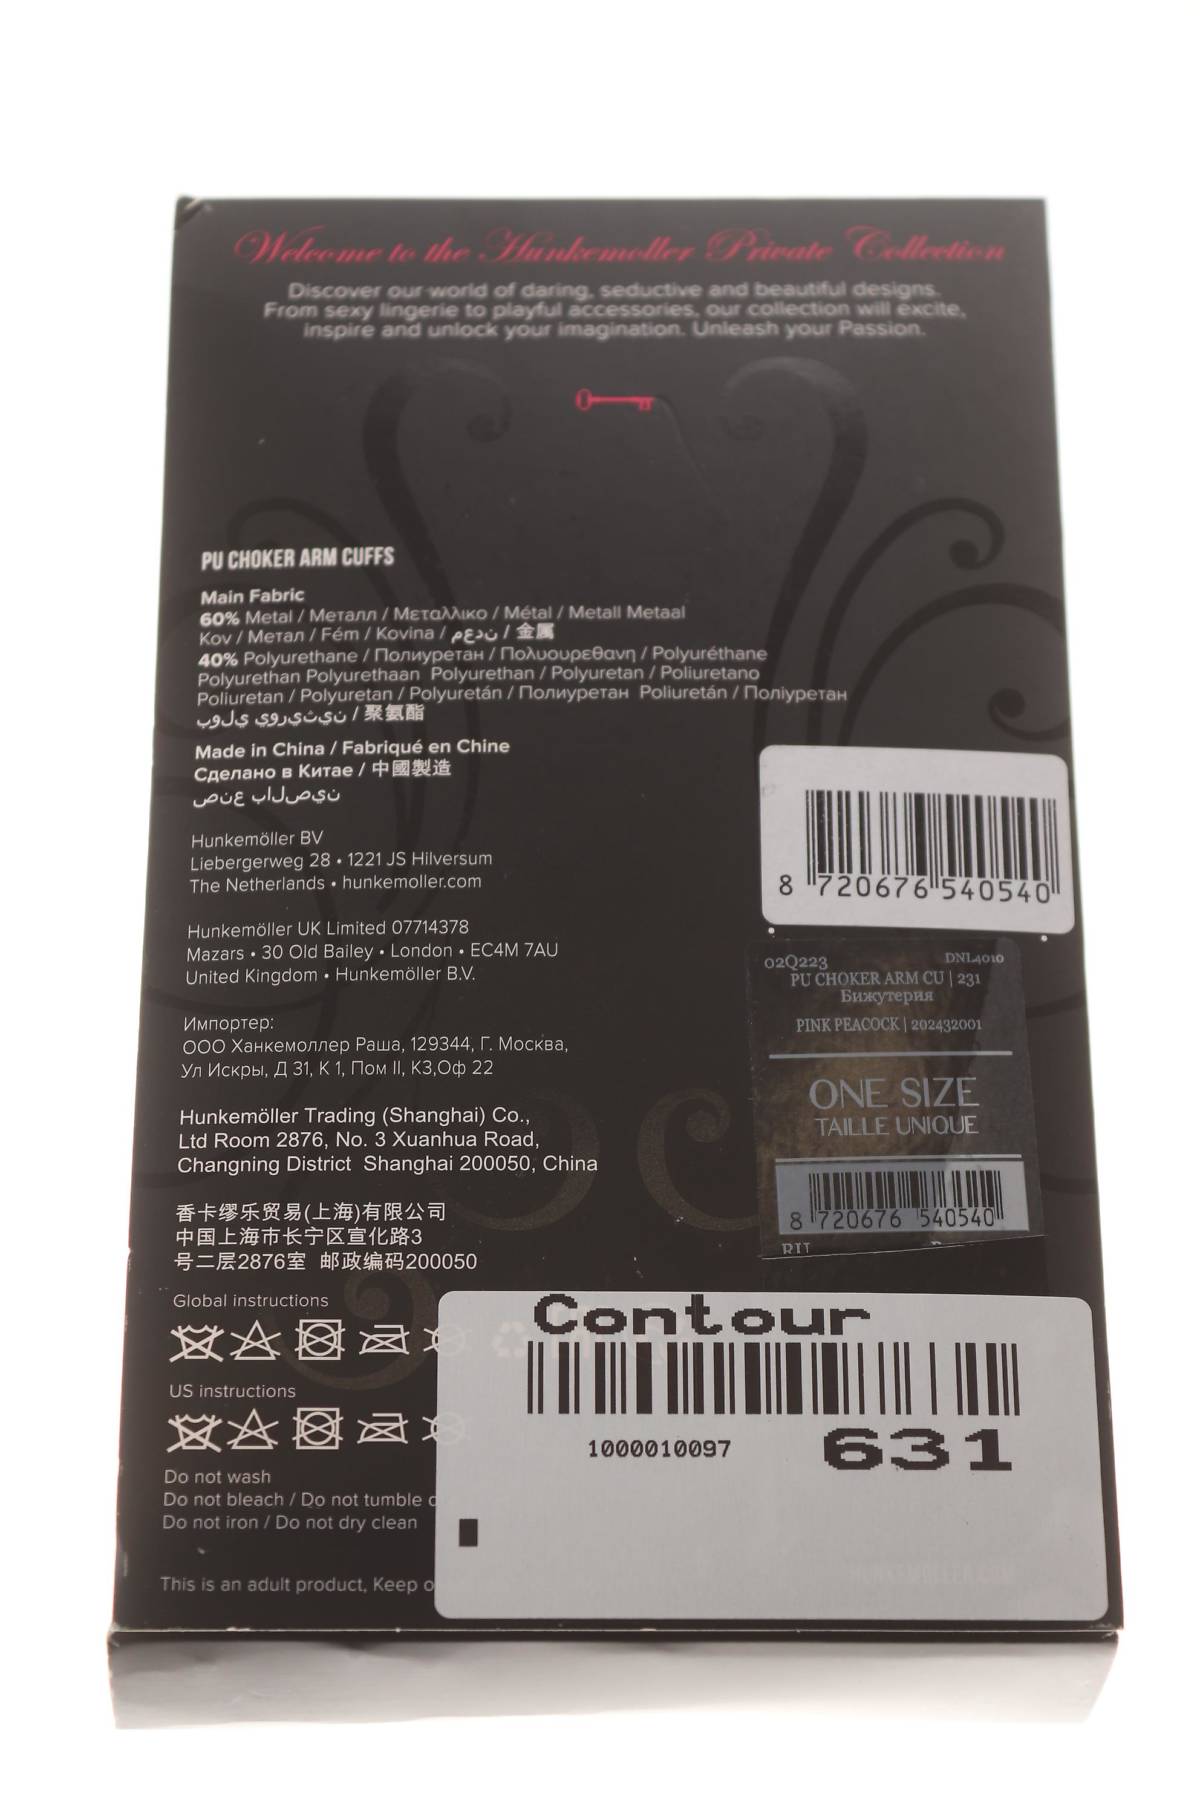 Welcome to the Hunkemoller Private Collection
Discover our world of daring, seductive and beautiful designs.
From sexy lingerie to playful accessories, our collection will excite,
inspire and unlock your imagination. Unleash your Passion.
PU CHOKER ARM CUFFS
Main Fabric
60% Metal / Металл / Μεταλλικο / Métal / Metall Metaal
Kov / Метал / Fém / Kovina / معدن / 金属
40% Polyurethane / Полиуретан / Πολυουρεθανη / Polyuréthane
Polyurethan Polyurethaan Polyurethan / Polyuretan / Poliuretano
Poliuretan / Polyuretan / Polyuretán / Полиуретан Poliuretán / Поліуретан
بولي يوريثين / 聚氨酯
Made in China / Fabriqué en Chine
Сделано в Китае / 中國製造
صنع بالصين
Hunkemöller BV
Liebergerweg 28 • 1221 JS Hilversum
The Netherlands • hunkemoller.com
Hunkemöller UK Limited 07714378
Mazars • 30 Old Bailey • London • EC4M 7AU
United Kingdom • Hunkemöller B.V.
Импортер:
ООО Ханкемоллер Раша, 129344, Г. Москва,
Ул Искры, Д 31, К 1, Пом II, К3,Оф 22
Hunkemöller Trading (Shanghai) Co.,
Ltd Room 2876, No. 3 Xuanhua Road,
Changning District Shanghai 200050, China
香卡缪乐贸易(上海)有限公司
中国上海市长宁区宣化路3
号二层2876室 邮政编码200050
Global instructions
US instructions
Do not wash
Do not bleach / Do not tumble
Do not iron / Do not dry clean
This is an adult product, Keep
8 720676 540540
02Q223 DNL4010
PU CHOKER ARM CU | 231
Бижутерия
PINK PEACOCK | 202432001
ONE SIZE
TAILLE UNIQUE
8 720676 540540
RU
Contour
1000010097 631